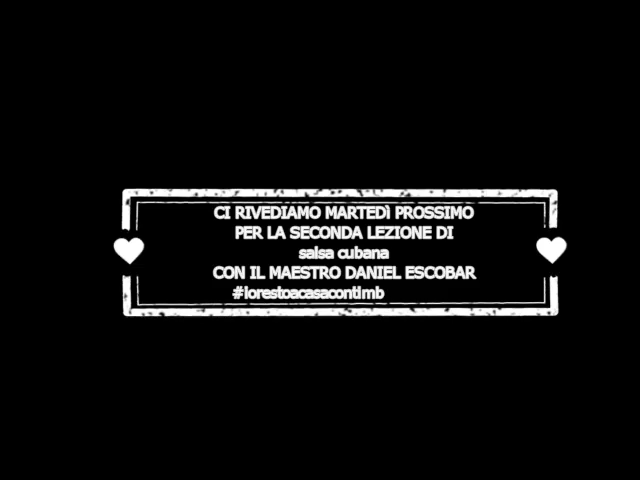 CI RIVEDIAMO MARTEDì PROSSIMO
PER LA SECONDA LEZIONE DI
salsa cubana
CON IL MAESTRO DANIEL ESCOBAR
#iorestoacasacontimb